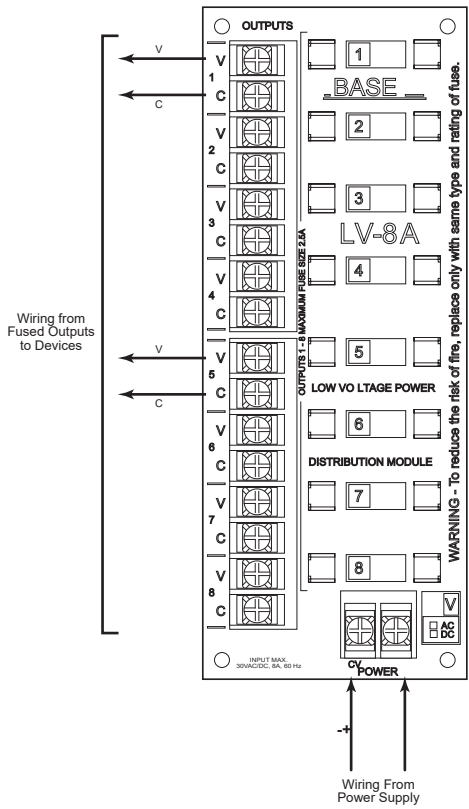 OUTPUTS
V
1
C
V
2
C
V
3
C
V
4
C
V
5
C
V
6
C
V
7
C
V
8
C
V
C
V
C
Wiring from
Fused Outputs
to Devices
OUTPUTS 1 - 8 MAXIMUM FUSE SIZE 2.5A
1
BASE
2
3
LV-8A
4
5
LOW VO LTAGE POWER
6
DISTRIBUTION MODULE
7
8
WARNING - To reduce the risk of fire, replace only with same type and rating of fuse.
V
AC
DC
INPUT MAX.
30VAC/DC, 8A, 60 Hz
CV
POWER
-+
Wiring From
Power Supply